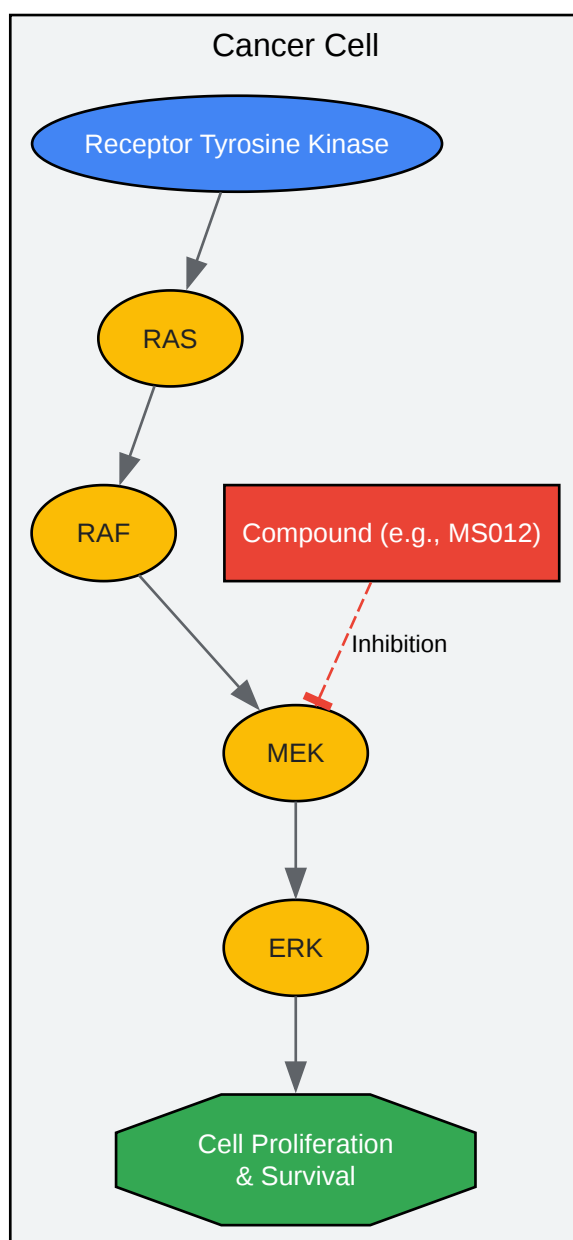 Cancer Cell
Receptor Tyrosine Kinase
RAS
RAF
Compound (e.g., MS012)
Inhibition
MEK
ERK
Cell Proliferation
& Survival